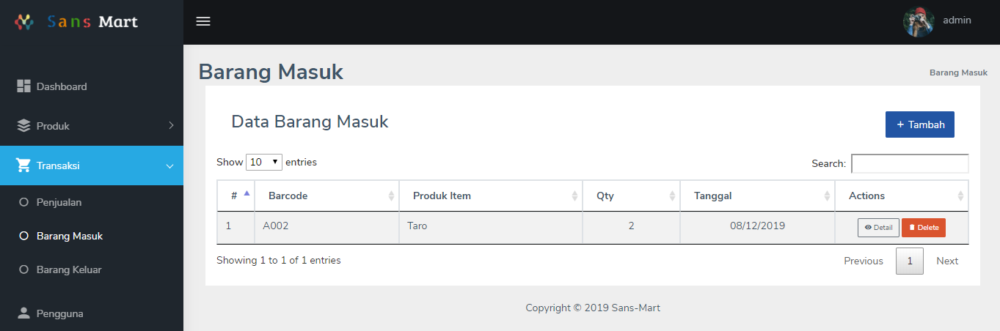 Sans Mart
admin
Dashboard
Produk
Transaksi
Penjualan
Barang Masuk
Barang Keluar
Pengguna
Barang Masuk
Barang Masuk
Data Barang Masuk
+ Tambah
Show 10 entries
Search:
# Barcode Produk Item Qty Tanggal Actions
1 A002 Taro 2 08/12/2019 Detail Delete
Showing 1 to 1 of 1 entries
Previous 1 Next
Copyright © 2019 Sans-Mart